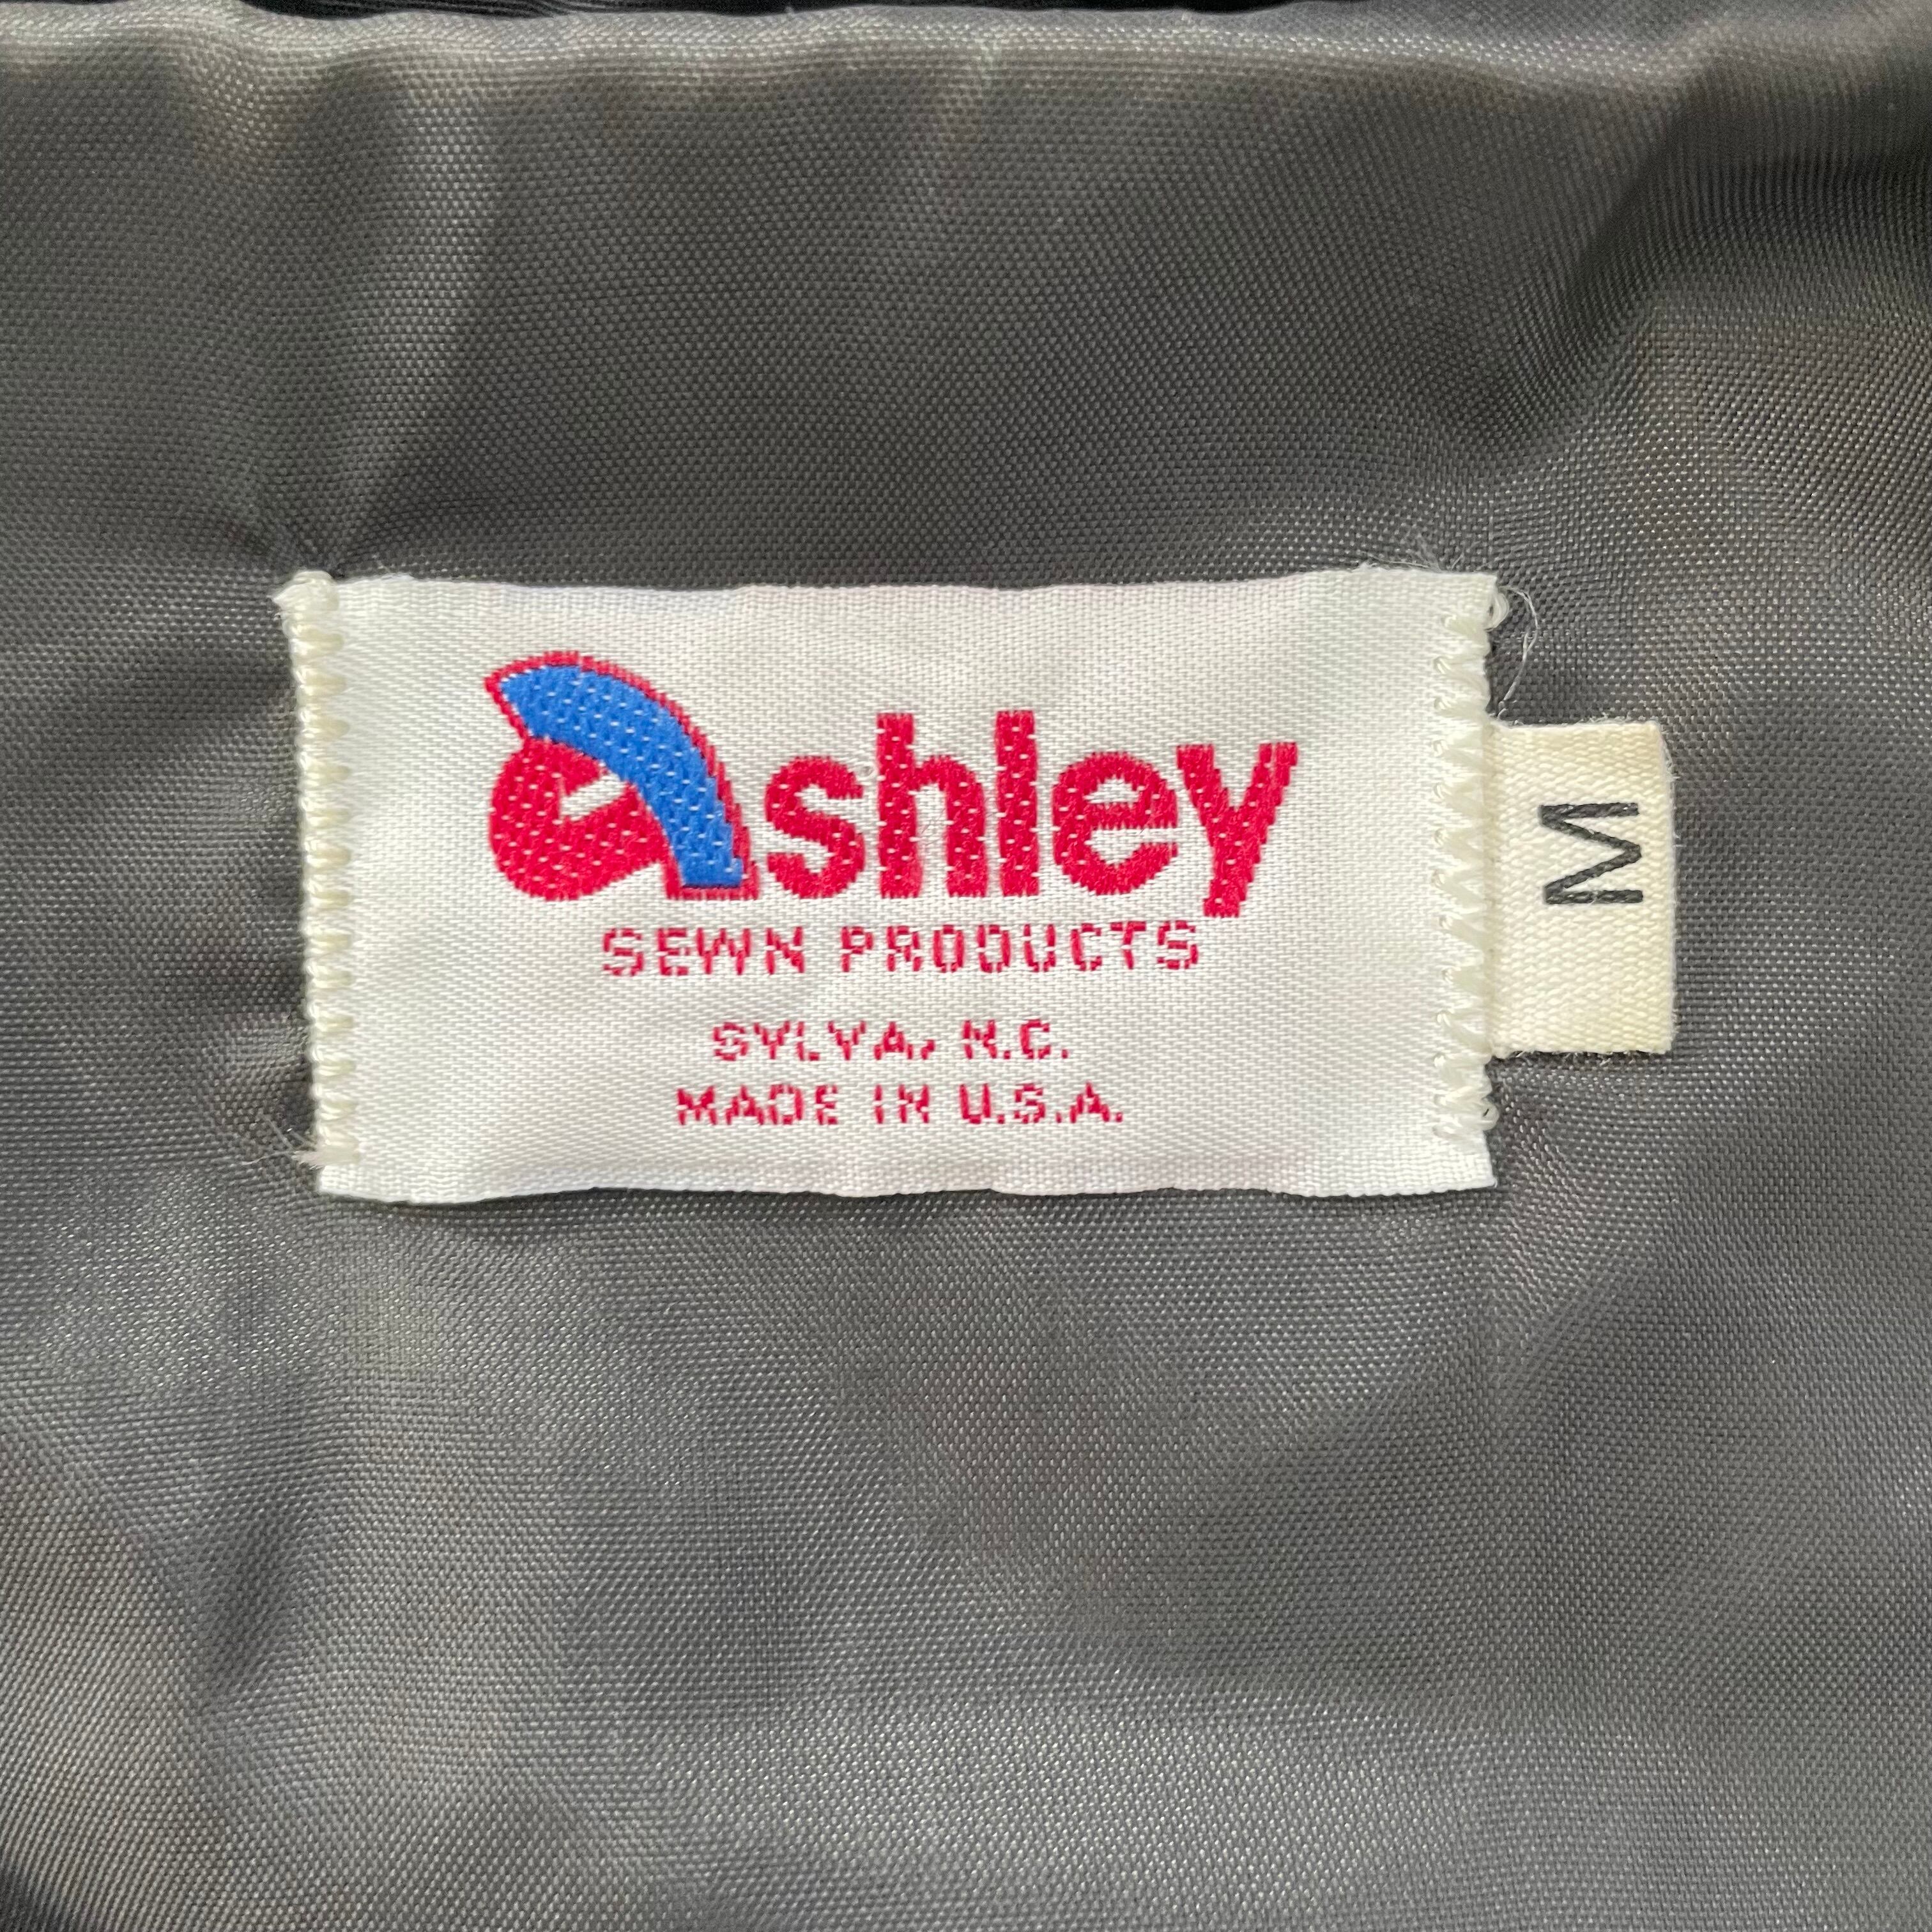 ashley
SEWN PRODUCTS
SYLVA, N.C.
MADE IN U.S.A.
M